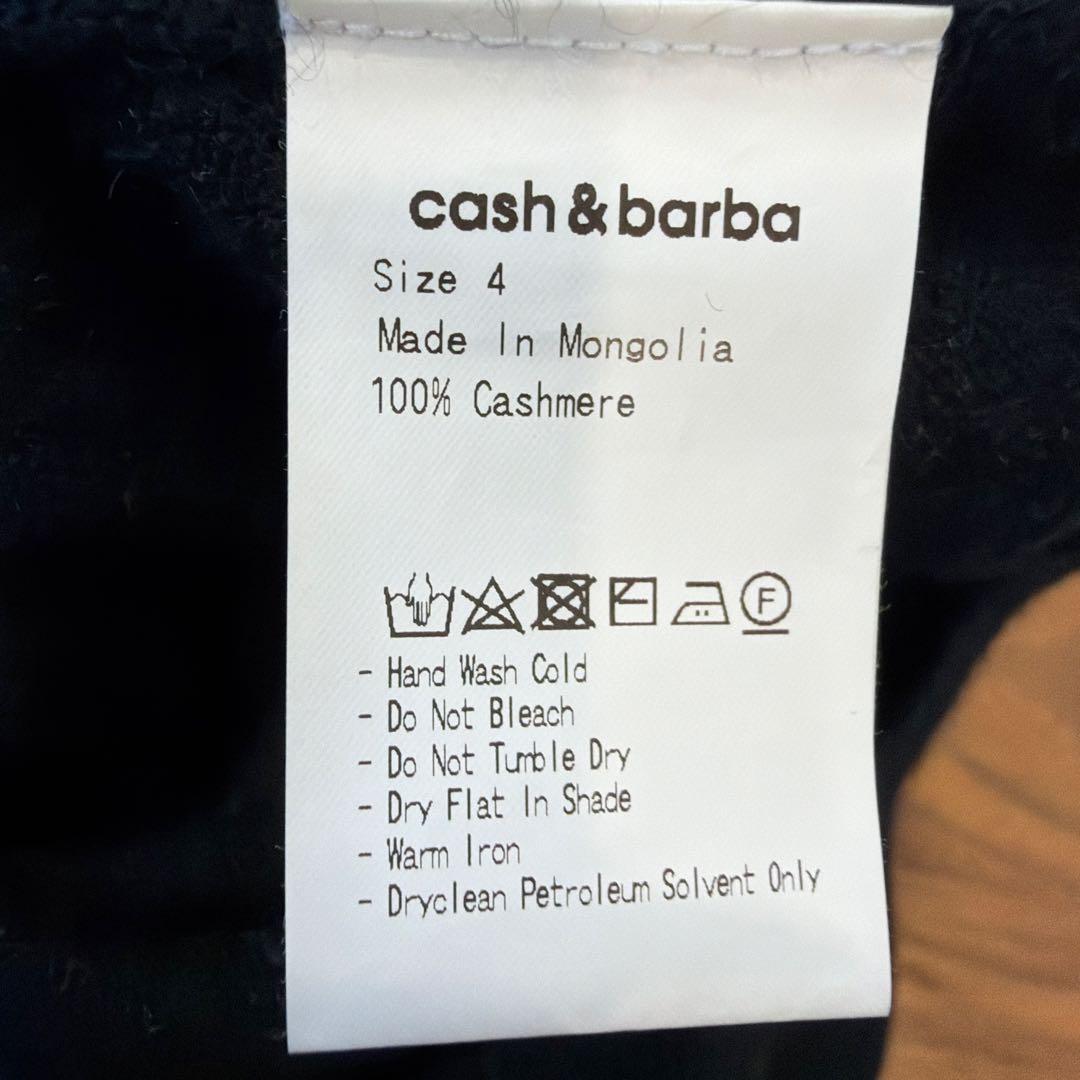 cash&barba
Size 4
Made In Mongolia
100% Cashmere
F
- Hand Wash Cold
- Do Not Bleach
- Do Not Tumble Dry
- Dry Flat In Shade
- Warm Iron
- Dryclean Petroleum Solvent Only